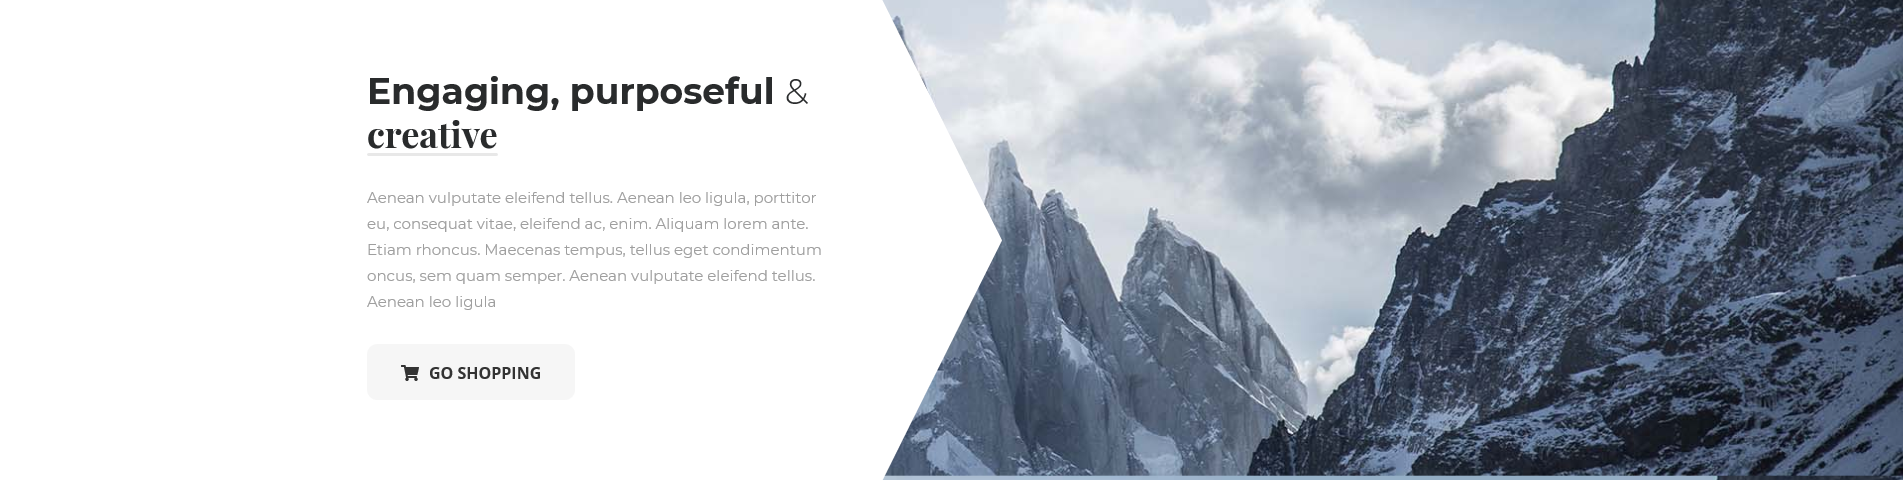 Engaging, purposeful &
creative
Aenean vulputate eleifend tellus. Aenean leo ligula, porttitor
eu, consequat vitae, eleifend ac, enim. Aliquam lorem ante.
Etiam rhoncus. Maecenas tempus, tellus eget condimentum
oncus, sem quam semper. Aenean vulputate eleifend tellus.
Aenean leo ligula
GO SHOPPING